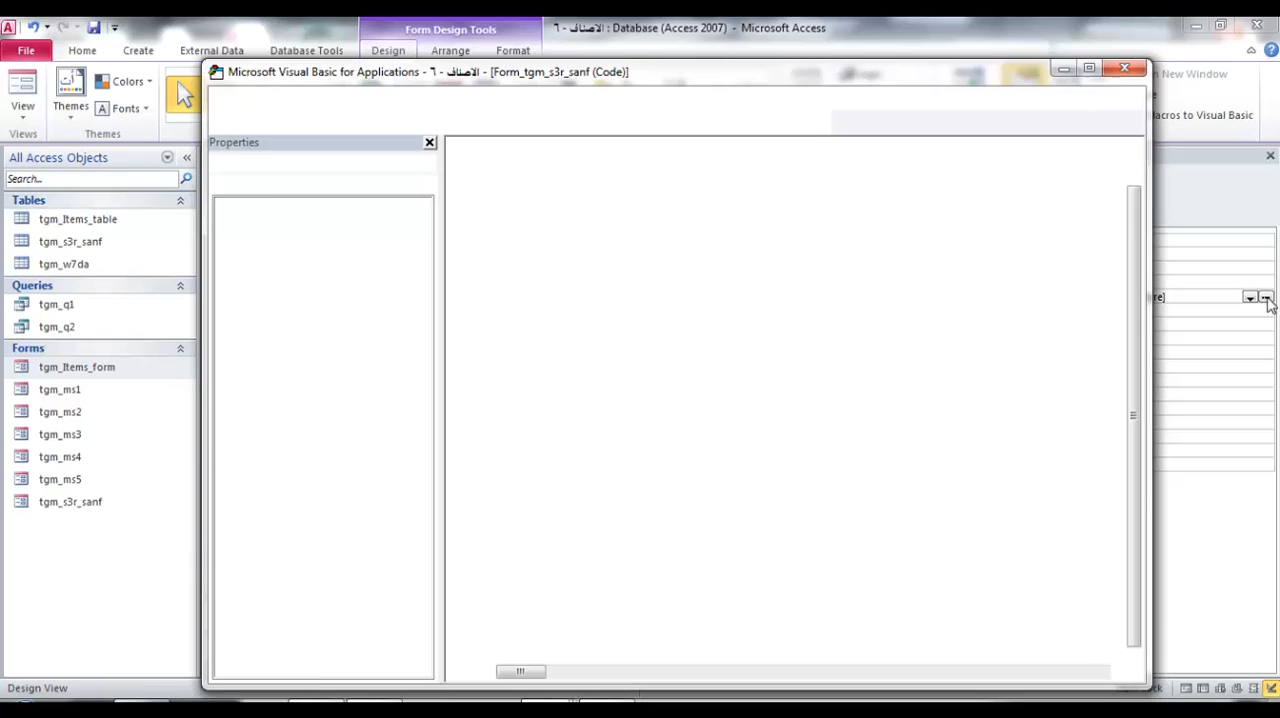 Form Design Tools
الاصناف - ٦ : Database (Access 2007) - Microsoft Access
File Home Create External Data Database Tools Design Arrange Format
Microsoft Visual Basic for Applications - الاصناف - ٦ - [Form_tgm_s3r_sanf (Code)]
n New Window
View
Themes
Colors
Fonts
acros to Visual Basic
Views
Themes
Properties
All Access Objects
Search...
Tables
tgm_Items_table
tgm_s3r_sanf
tgm_w7da
Queries
tgm_q1
tgm_q2
Forms
tgm_Items_form
tgm_ms1
tgm_ms2
tgm_ms3
tgm_ms4
tgm_ms5
tgm_s3r_sanf
re]
Design View